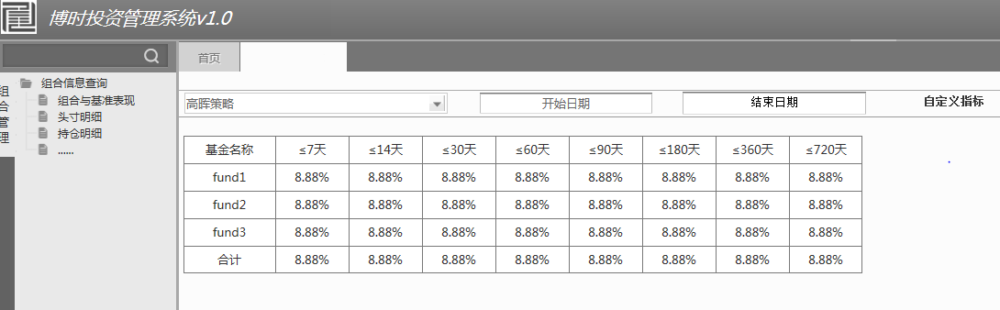 博时投资管理系统v1.0
首页
组合管理
组合信息查询
组合与基准表现
头寸明细
持仓明细
......
高晖策略 开始日期 结束日期 自定义指标
基金名称 ≤7天 ≤14天 ≤30天 ≤60天 ≤90天 ≤180天 ≤360天 ≤720天
fund1 8.88% 8.88% 8.88% 8.88% 8.88% 8.88% 8.88% 8.88%
fund2 8.88% 8.88% 8.88% 8.88% 8.88% 8.88% 8.88% 8.88%
fund3 8.88% 8.88% 8.88% 8.88% 8.88% 8.88% 8.88% 8.88%
合计 8.88% 8.88% 8.88% 8.88% 8.88% 8.88% 8.88% 8.88%